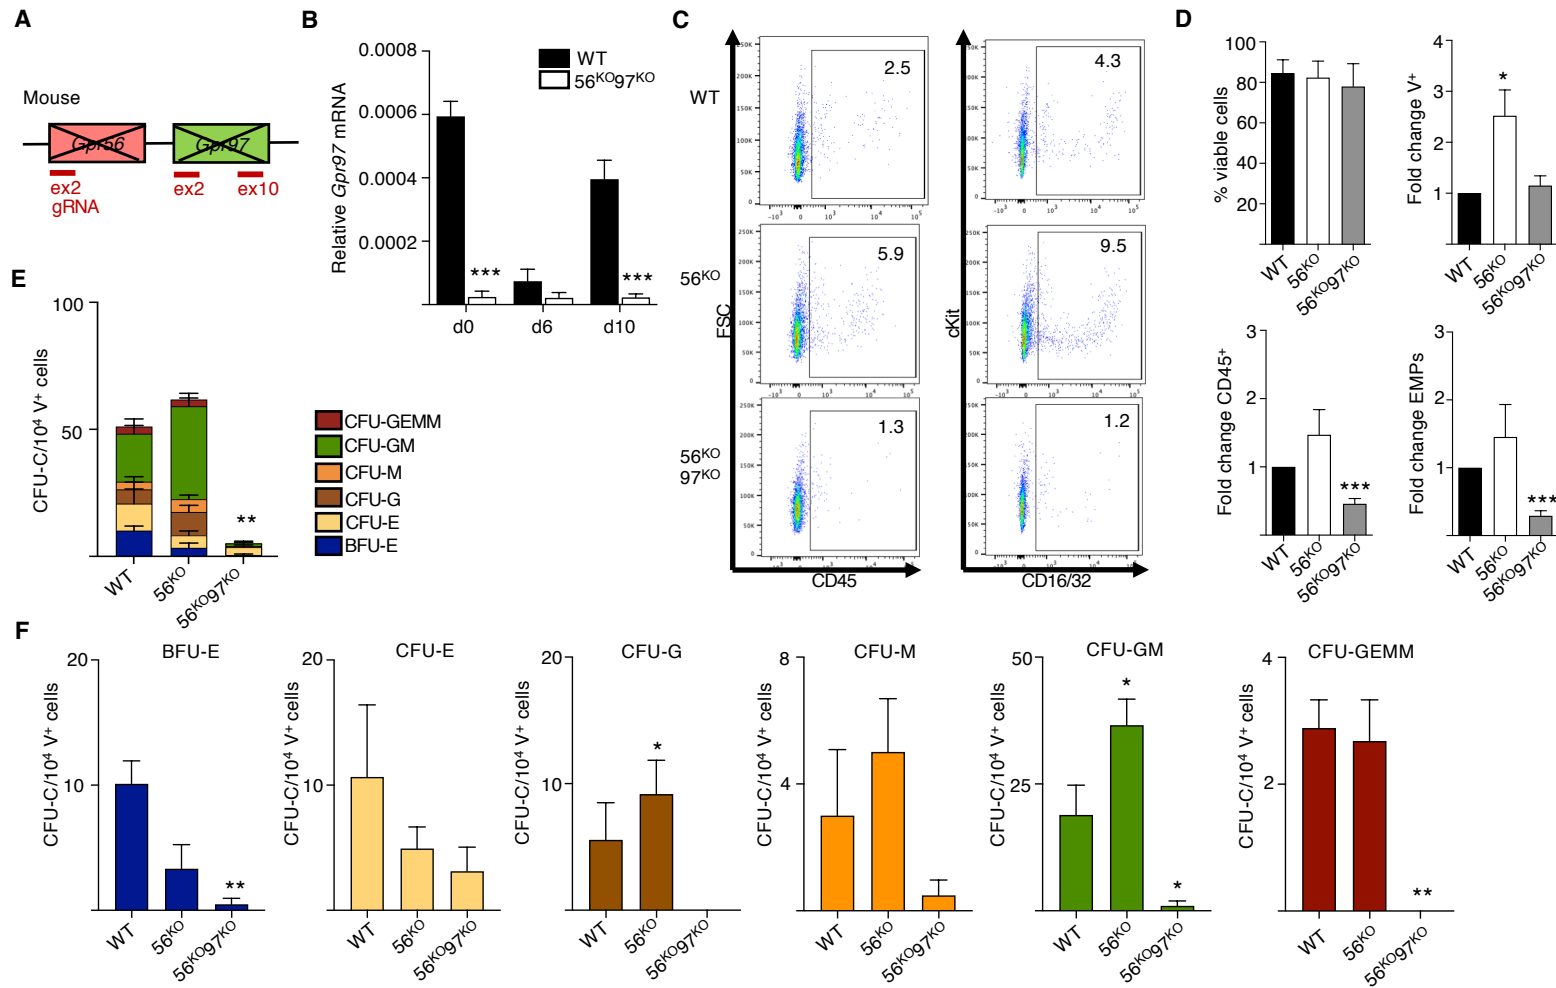 A
Mouse
Gpr56
Gpr97
ex2
gRNA
ex2
ex10
B
Relative Gpr97 mRNA
0.0008
0.0006
0.0004
0.0002
WT
56KO97KO
***
***
d0
d6
d10
C
WT
2.5
4.3
56KO
5.9
9.5
56KO
97KO
1.3
1.2
FSC
cKit
CD45
CD16/32
D
% viable cells
100
80
60
40
20
WT
56KO
56KO97KO
Fold change V+
4
3
2
1
*
WT
56KO
56KO97KO
Fold change CD45+
3
2
1
***
WT
56KO
56KO97KO
Fold change EMPs
3
2
1
***
WT
56KO
56KO97KO
E
CFU-C/104 V+ cells
100
50
**
WT
56KO
56KO97KO
CFU-GEMM
CFU-GM
CFU-M
CFU-G
CFU-E
BFU-E
F
BFU-E
CFU-C/104 V+ cells
20
10
**
WT
56KO
56KO97KO
CFU-E
CFU-C/104 V+ cells
20
10
WT
56KO
56KO97KO
CFU-G
CFU-C/104 V+ cells
20
10
*
WT
56KO
56KO97KO
CFU-M
CFU-C/104 V+ cells
8
4
WT
56KO
56KO97KO
CFU-GM
CFU-C/104 V+ cells
50
25
*
*
WT
56KO
56KO97KO
CFU-GEMM
CFU-C/104 V+ cells
4
2
**
WT
56KO
56KO97KO